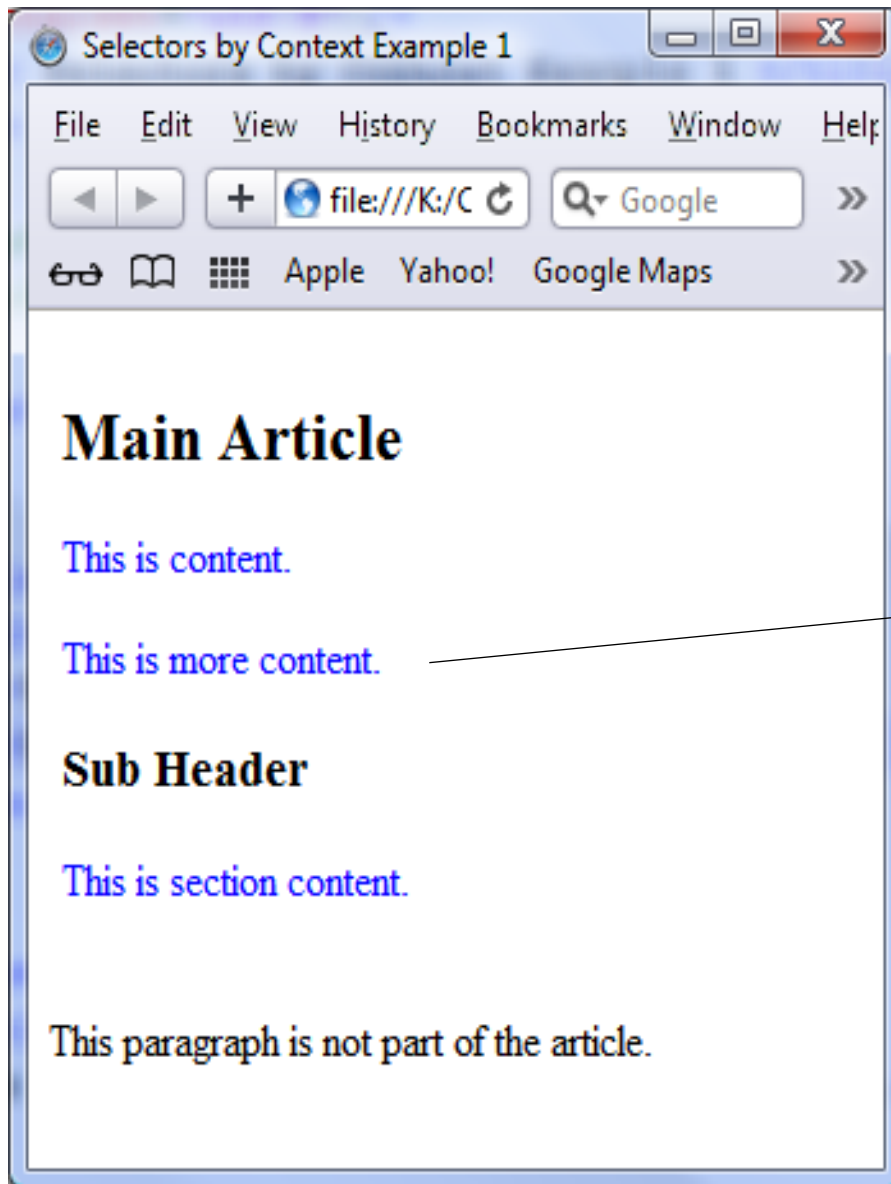 Selectors by Context Example 1
File Edit View History Bookmarks Window Help
file:///K:/C Google
Apple Yahoo! Google Maps
Main Article
This is content.
This is more content.
Sub Header
This is section content.
This paragraph is not part of the article.